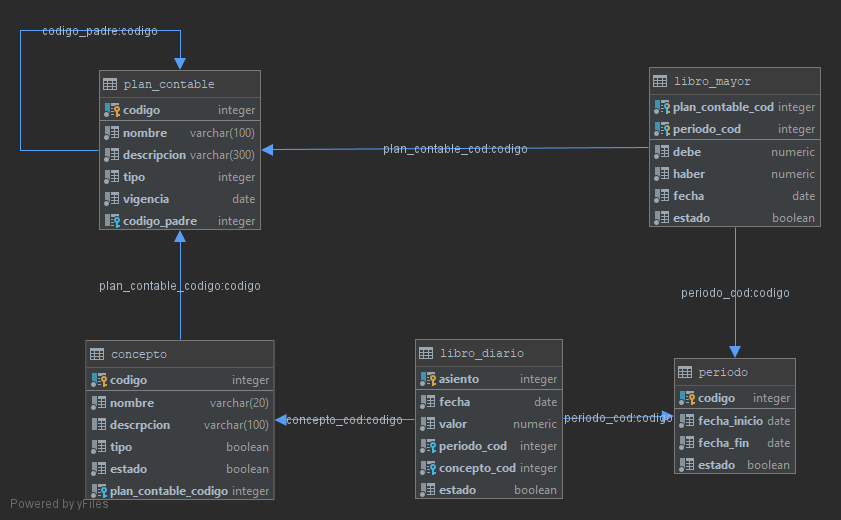 codigo_padre:codigo
plan_contable
codigo integer
nombre varchar(100)
descripcion varchar(300)
tipo integer
vigencia date
codigo_padre integer
libro_mayor
plan_contable_cod integer
periodo_cod integer
debe numeric
haber numeric
fecha date
estado boolean
plan_contable_cod:codigo
plan_contable_codigo:codigo
periodo_cod:codigo
concepto
codigo integer
nombre varchar(20)
descrpcion varchar(100)
tipo boolean
estado boolean
plan_contable_codigo integer
concepto_cod:codigo
libro_diario
asiento integer
fecha date
valor numeric
periodo_cod integer
concepto_cod integer
estado boolean
periodo_cod:codigo
periodo
codigo integer
fecha_inicio date
fecha_fin date
estado boolean
Powered by yFiles